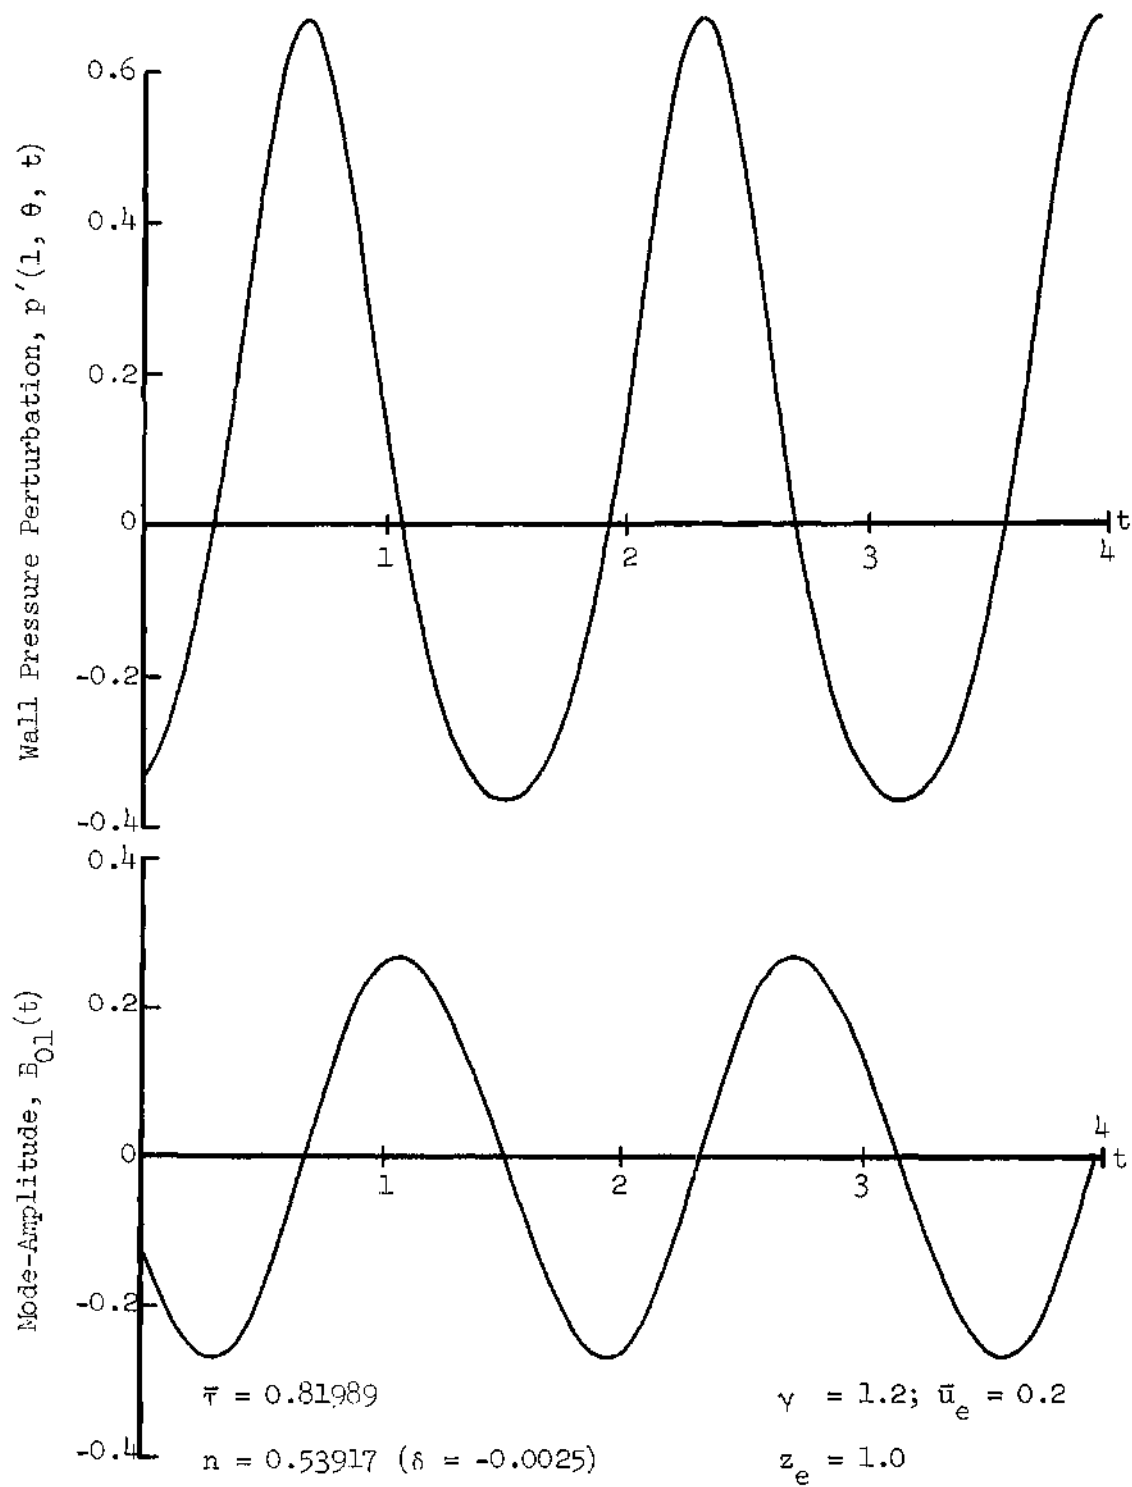 Wall Pressure Perturbation, p′(1, θ, t)
0.6
0.4
0.2
0
-0.2
-0.4
1
2
3
4
t
Mode-Amplitude, B01(t)
0.4
0.2
0
-0.2
-0.4
1
2
3
4
t
τ̄ = 0.81989
γ = 1.2; ūe = 0.2
n = 0.53917 (δ = -0.0025)
ze = 1.0